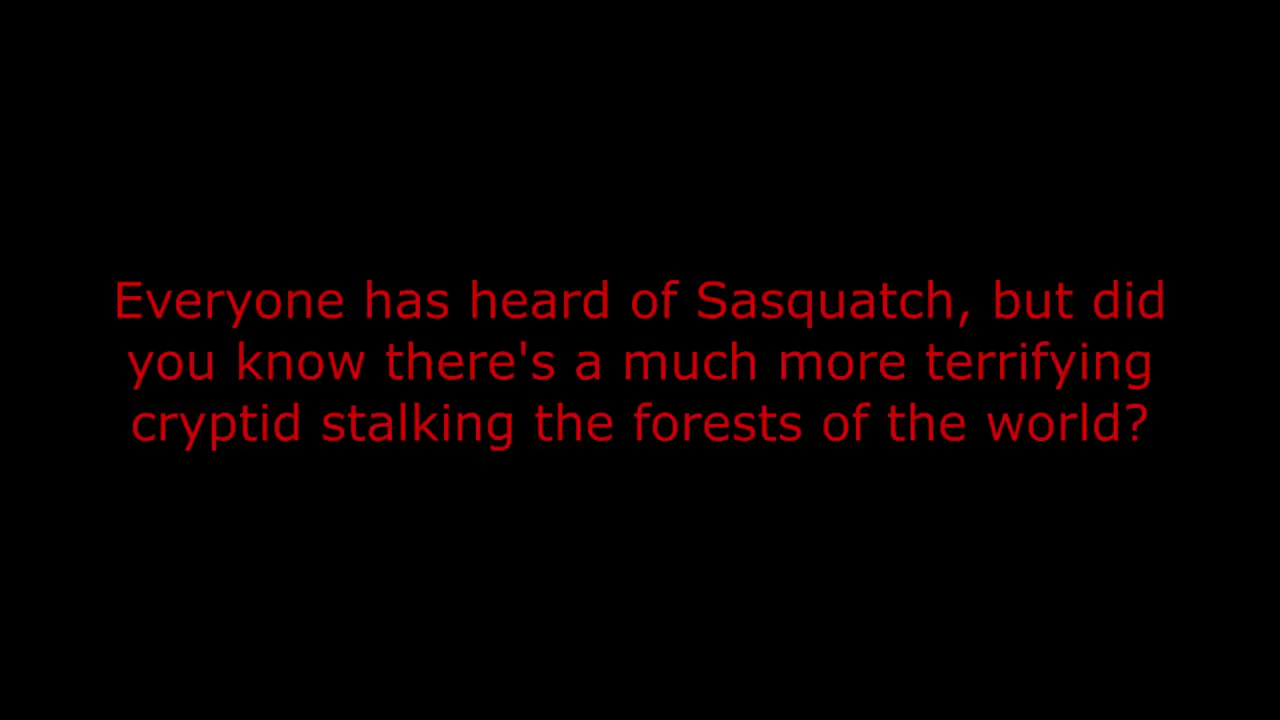 Everyone has heard of Sasquatch, but did
you know there's a much more terrifying
cryptid stalking the forests of the world?